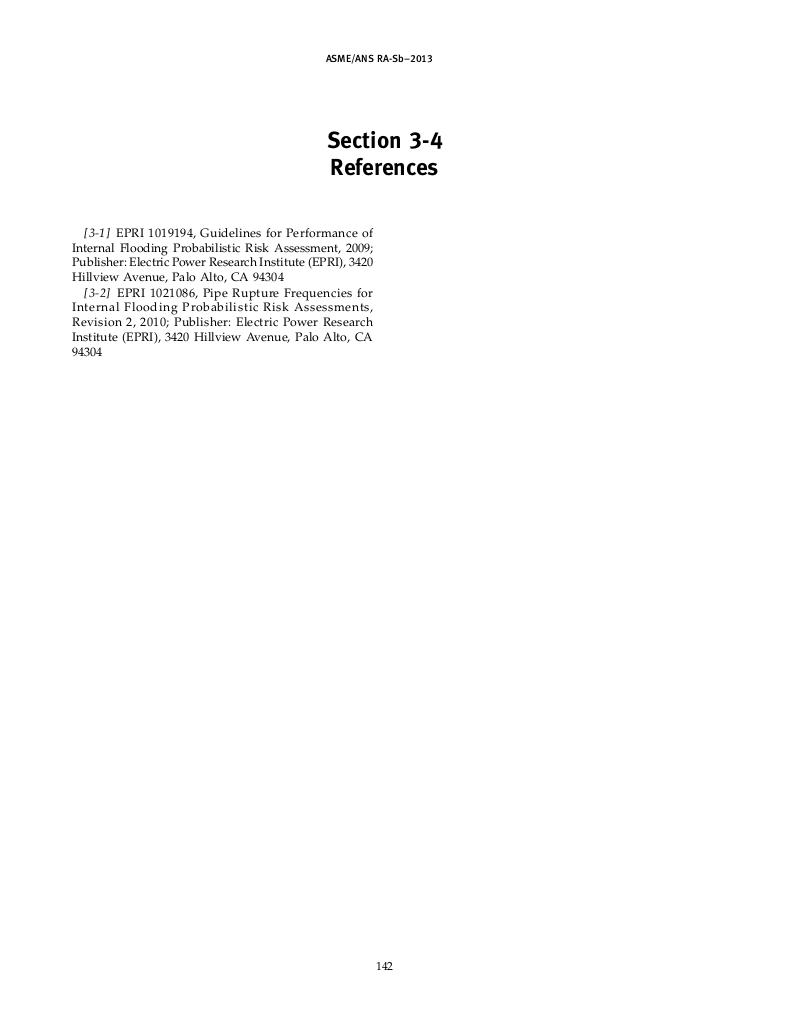 ASME/ANS RA-Sb–2013
Section 3-4
References
[3-1] EPRI 1019194, Guidelines for Performance of
Internal Flooding Probabilistic Risk Assessment, 2009;
Publisher: Electric Power Research Institute (EPRI), 3420
Hillview Avenue, Palo Alto, CA 94304
[3-2] EPRI 1021086, Pipe Rupture Frequencies for
Internal Flooding Probabilistic Risk Assessments,
Revision 2, 2010; Publisher: Electric Power Research
Institute (EPRI), 3420 Hillview Avenue, Palo Alto, CA
94304
142